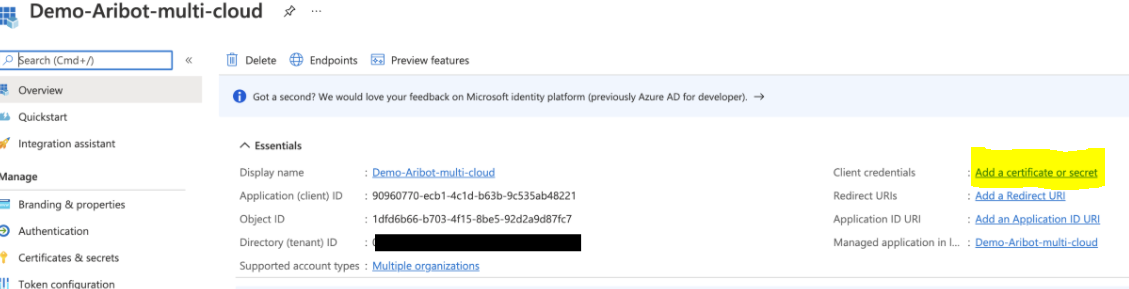 Demo-Aribot-multi-cloud
Search (Cmd+/)
«
Delete
Endpoints
Preview features
Overview
Quickstart
Integration assistant
Manage
Branding & properties
Authentication
Certificates & secrets
Token configuration
Got a second? We would love your feedback on Microsoft identity platform (previously Azure AD for developer). →
Essentials
Display name : Demo-Aribot-multi-cloud
Application (client) ID : 90960770-ecb1-4c1d-b63b-9c535ab48221
Object ID : 1dfd6b66-b703-4f15-8be5-92d2a9d87fc7
Directory (tenant) ID :
Supported account types : Multiple organizations
Client credentials : Add a certificate or secret
Redirect URIs : Add a Redirect URI
Application ID URI : Add an Application ID URI
Managed application in l... : Demo-Aribot-multi-cloud